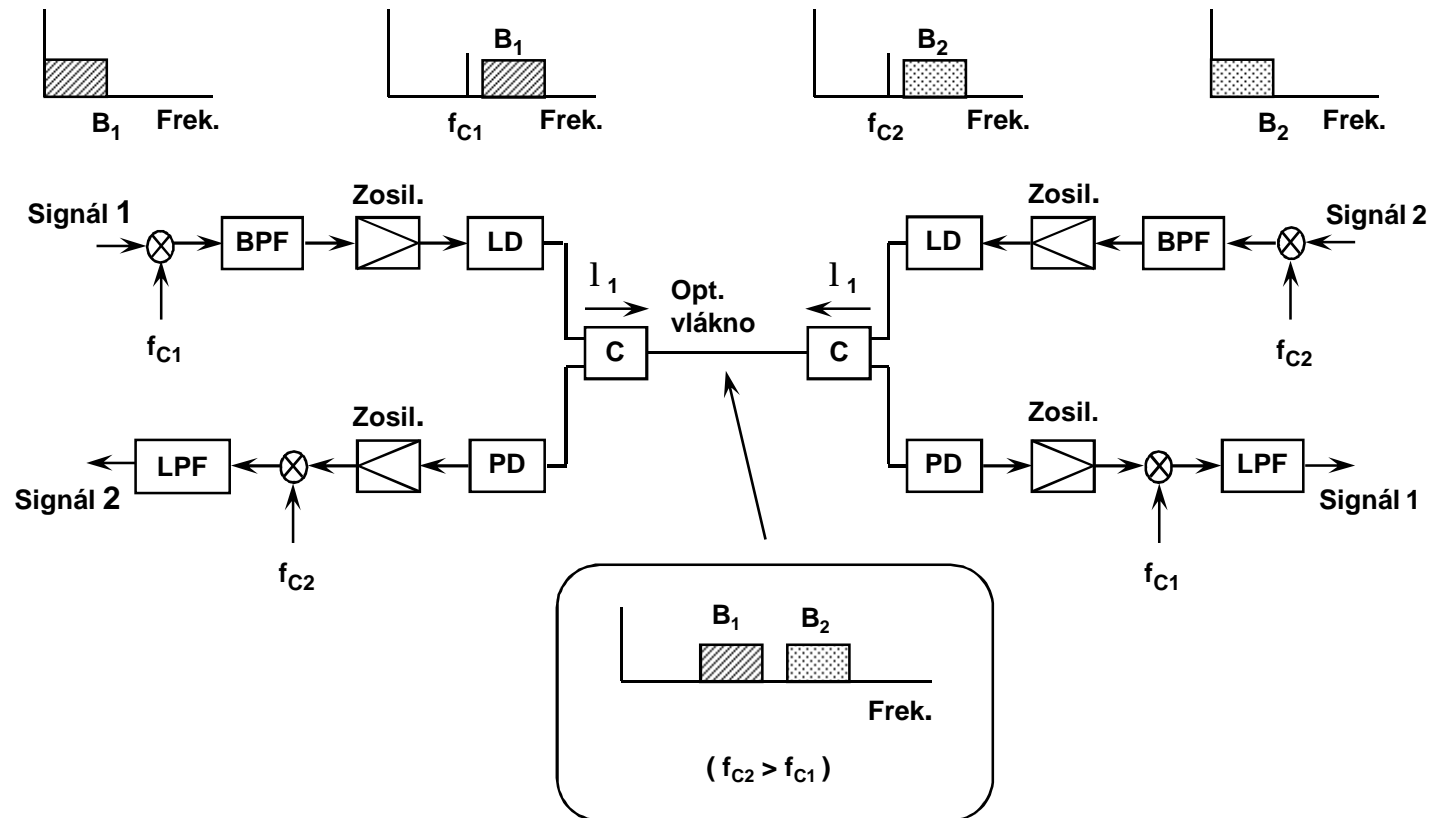 B1 Frek.
B1
fC1 Frek.
B2
fC2 Frek.
B2 Frek.
Signál 1
fC1
BPF
Zosil.
LD
l 1
C
Opt.
vlákno
l 1
C
LD
Zosil.
BPF
Signál 2
fC2
Signál 2
LPF
fC2
Zosil.
PD
PD
Zosil.
fC1
LPF
Signál 1
B1 B2
Frek.
( fC2 > fC1 )